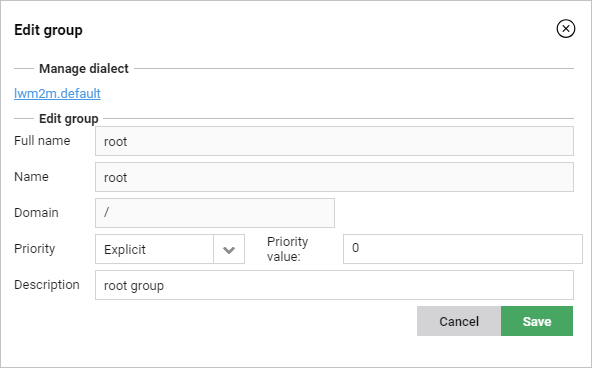 Edit group
Manage dialect
lwm2m.default
Edit group
Full name root
Name root
Domain /
Priority Explicit Priority value: 0
Description root group
Cancel Save